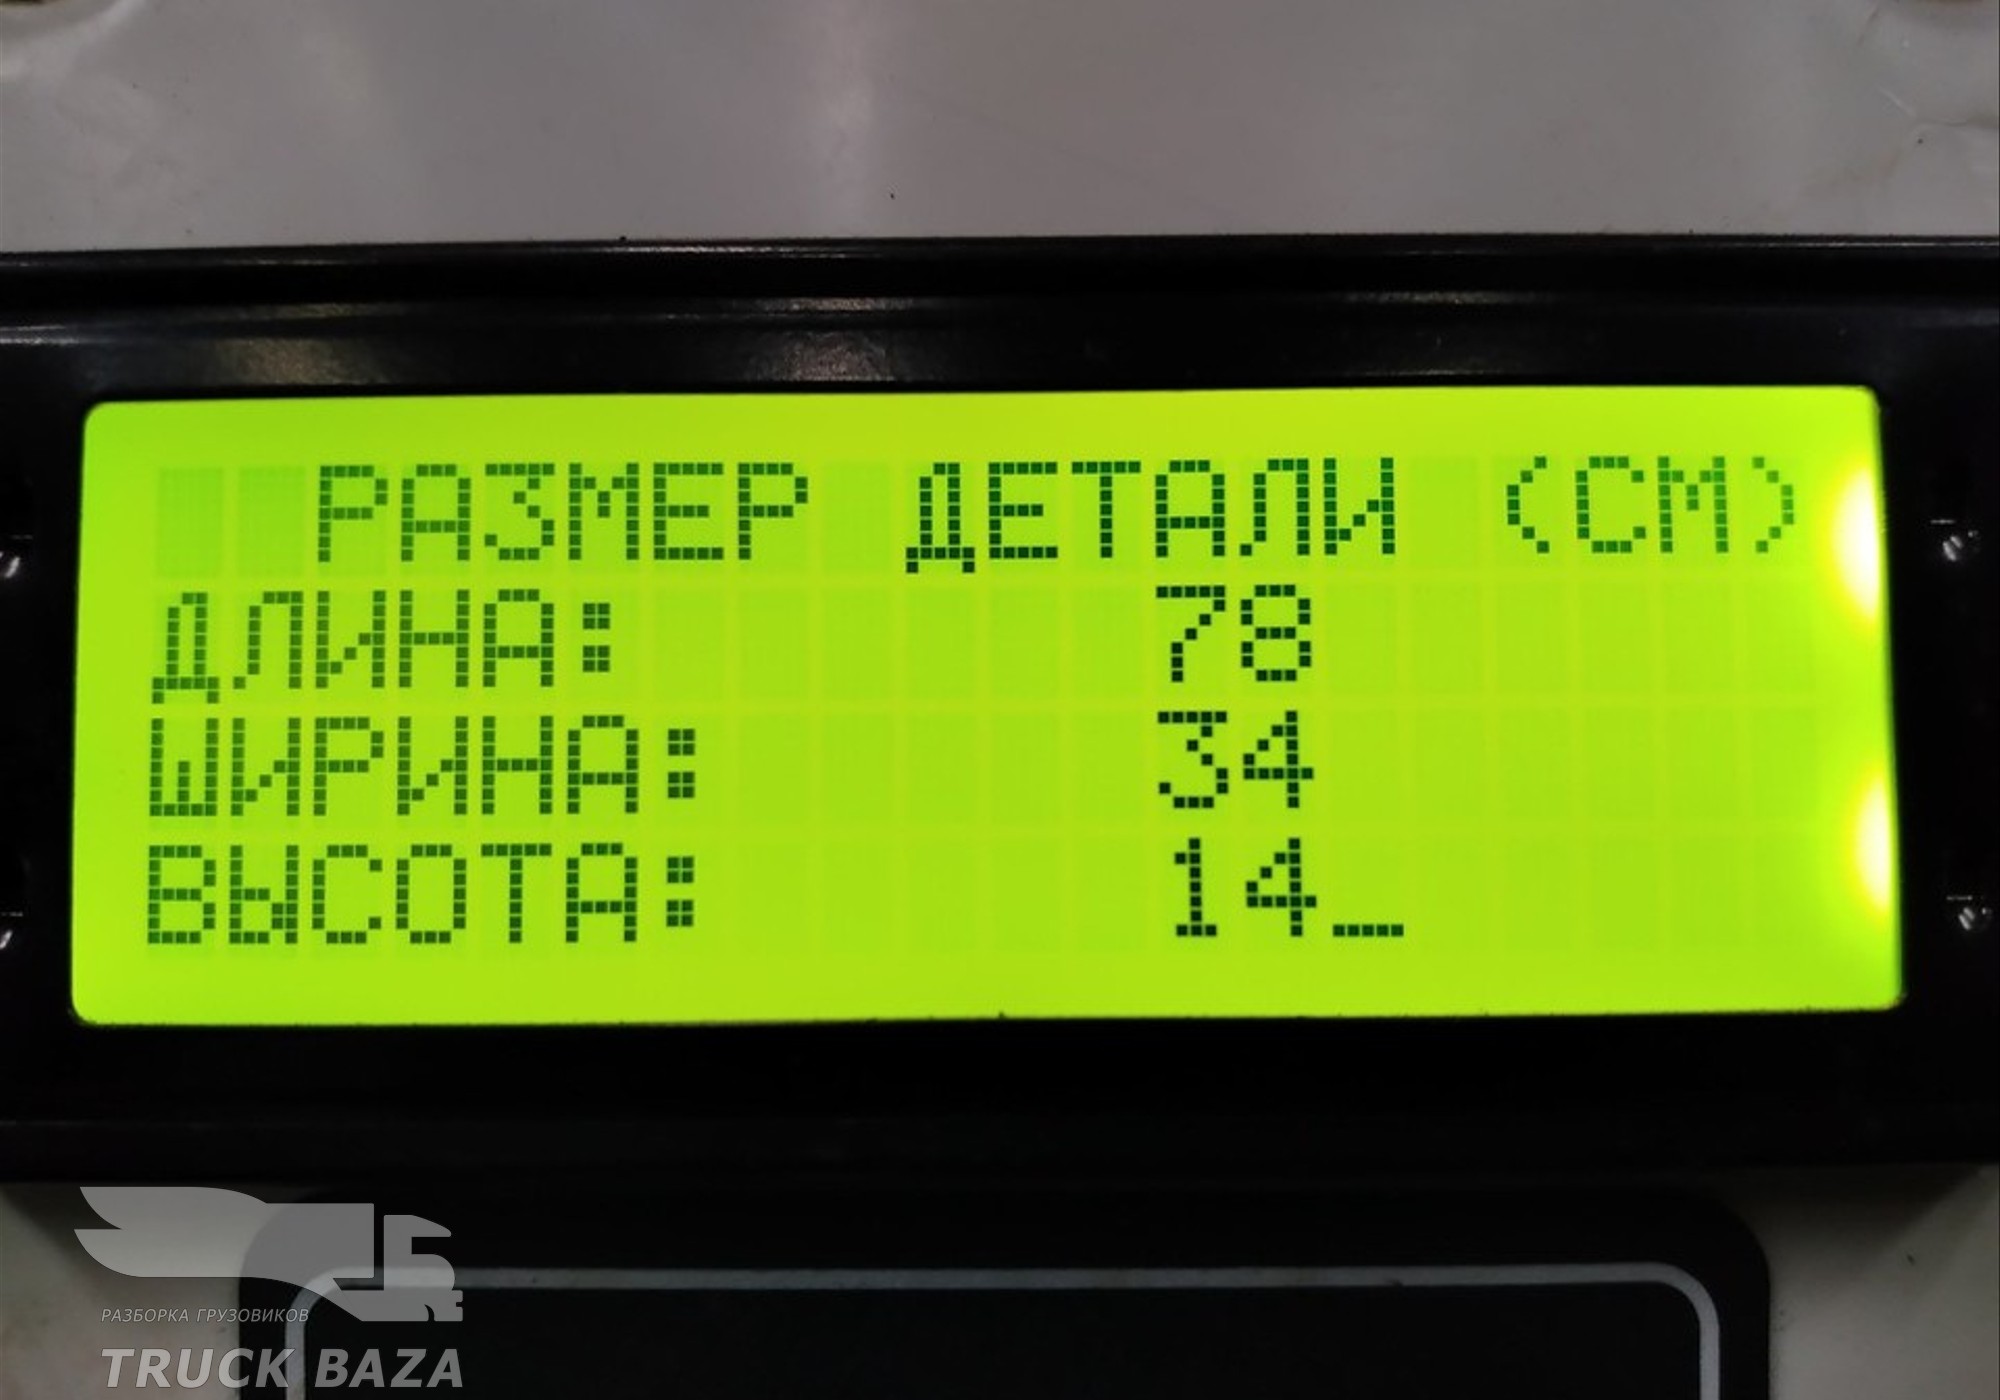 РАЗМЕР ДЕТАЛИ (СМ)
ДЛИНА: 78
ШИРИНА: 34
ВЫСОТА: 14_
РАЗБОРКА ГРУЗОВИКОВ
TRUCK BAZA